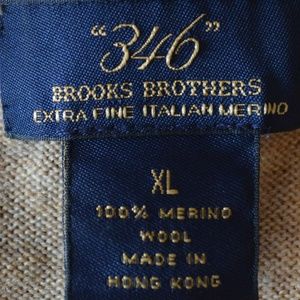 "346"
BROOKS BROTHERS
EXTRA FINE ITALIAN MERINO
XL
100% MERINO
WOOL
MADE IN
HONG KONG